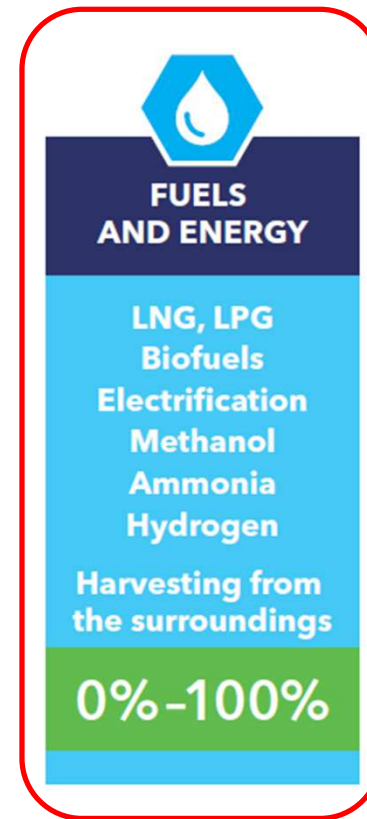 FUELS
AND ENERGY
LNG, LPG
Biofuels
Electrification
Methanol
Ammonia
Hydrogen
Harvesting from
the surroundings
0%–100%